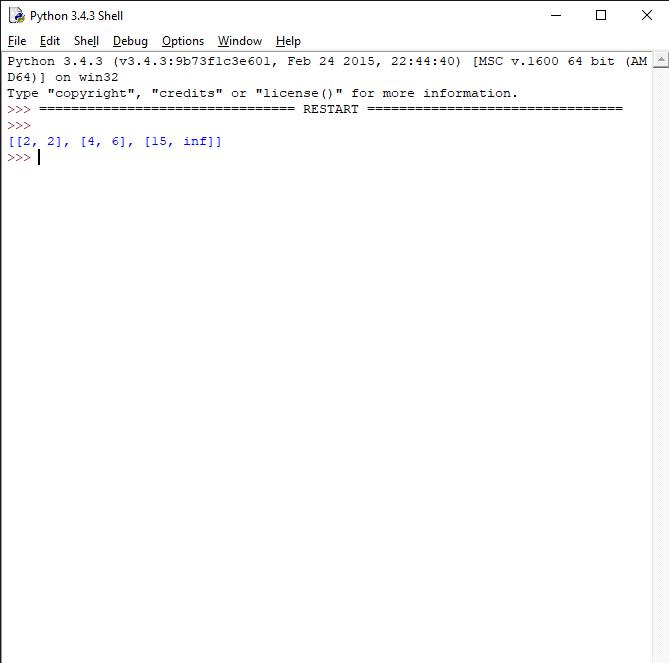 Python 3.4.3 Shell
File Edit Shell Debug Options Window Help
Python 3.4.3 (v3.4.3:9b73f1c3e601, Feb 24 2015, 22:44:40) [MSC v.1600 64 bit (AM
D64)] on win32
Type "copyright", "credits" or "license()" for more information.
>>> ================================ RESTART ================================
>>>
[[2, 2], [4, 6], [15, inf]]
>>>